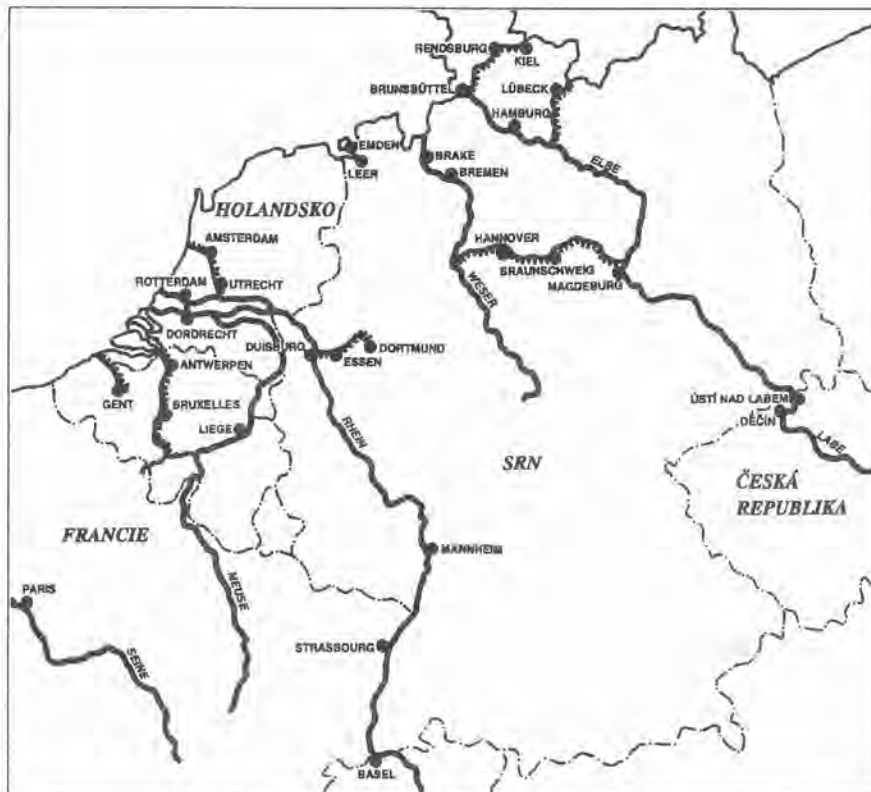 RENDSBURG
KIEL
BRUNSBÜTTEL
LÜBECK
HAMBURG
EMDEN
LEER
BRAKE
BREMEN
ELSE
HOLANDSKO
AMSTERDAM
HANNOVER
BRAUNSCHWEIG
MAGDEBURG
ROTTERDAM
UTRECHT
WESER
DORDRECHT
DUISBURG
DORTMUND
ESSEN
ANTWERPEN
GENT
BRUXELLES
LIEGE
RHEIN
ÚSTÍ NAD LABEM
DĚČÍN
LABE
SRN
ČESKÁ
REPUBLIKA
FRANCIE
MANNHEIM
MEUSE
PARIS
SEINE
STRASBOURG
BASEL